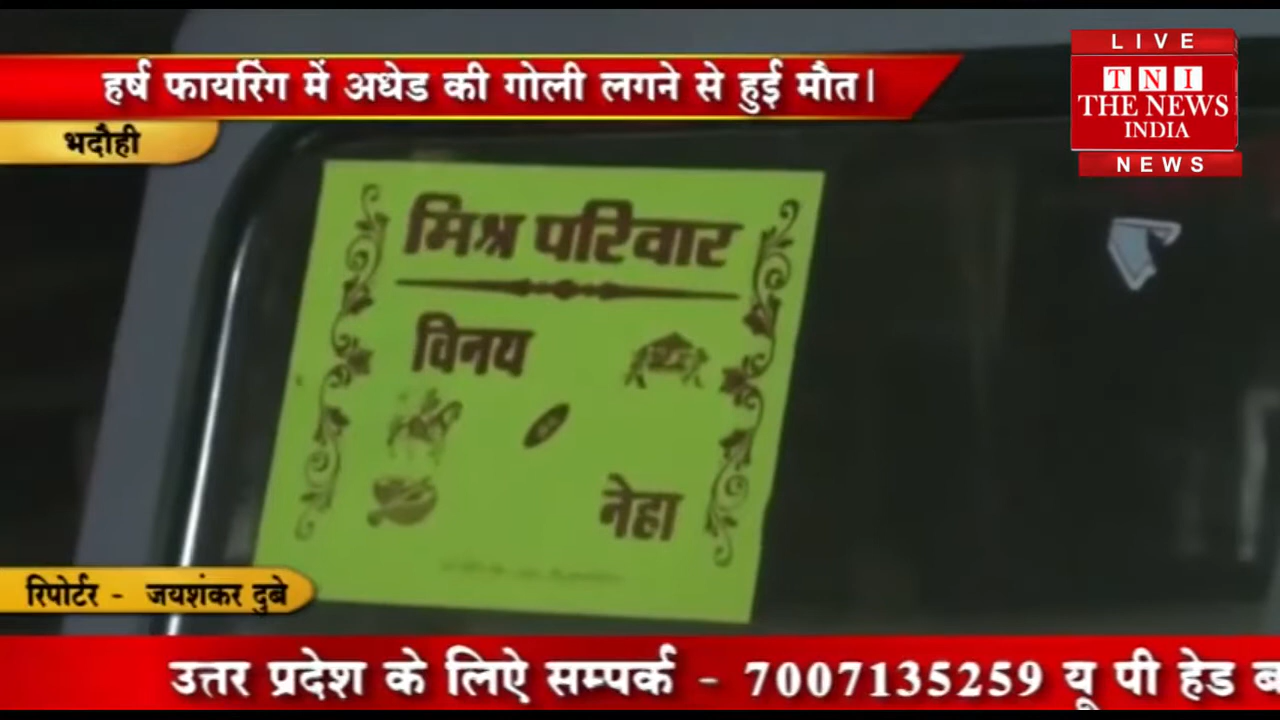 हर्ष फायरिंग में अधेड की गोली लगने से हुई मौत।
LIVE
TNI
THE NEWS
INDIA
NEWS
भदौही
मिश्र परिवार
विनय
नेहा
रिपोर्टर - जयशंकर दुबे
उत्तर प्रदेश के लिऐ सम्पर्क - 7007135259 यू पी हेड ब